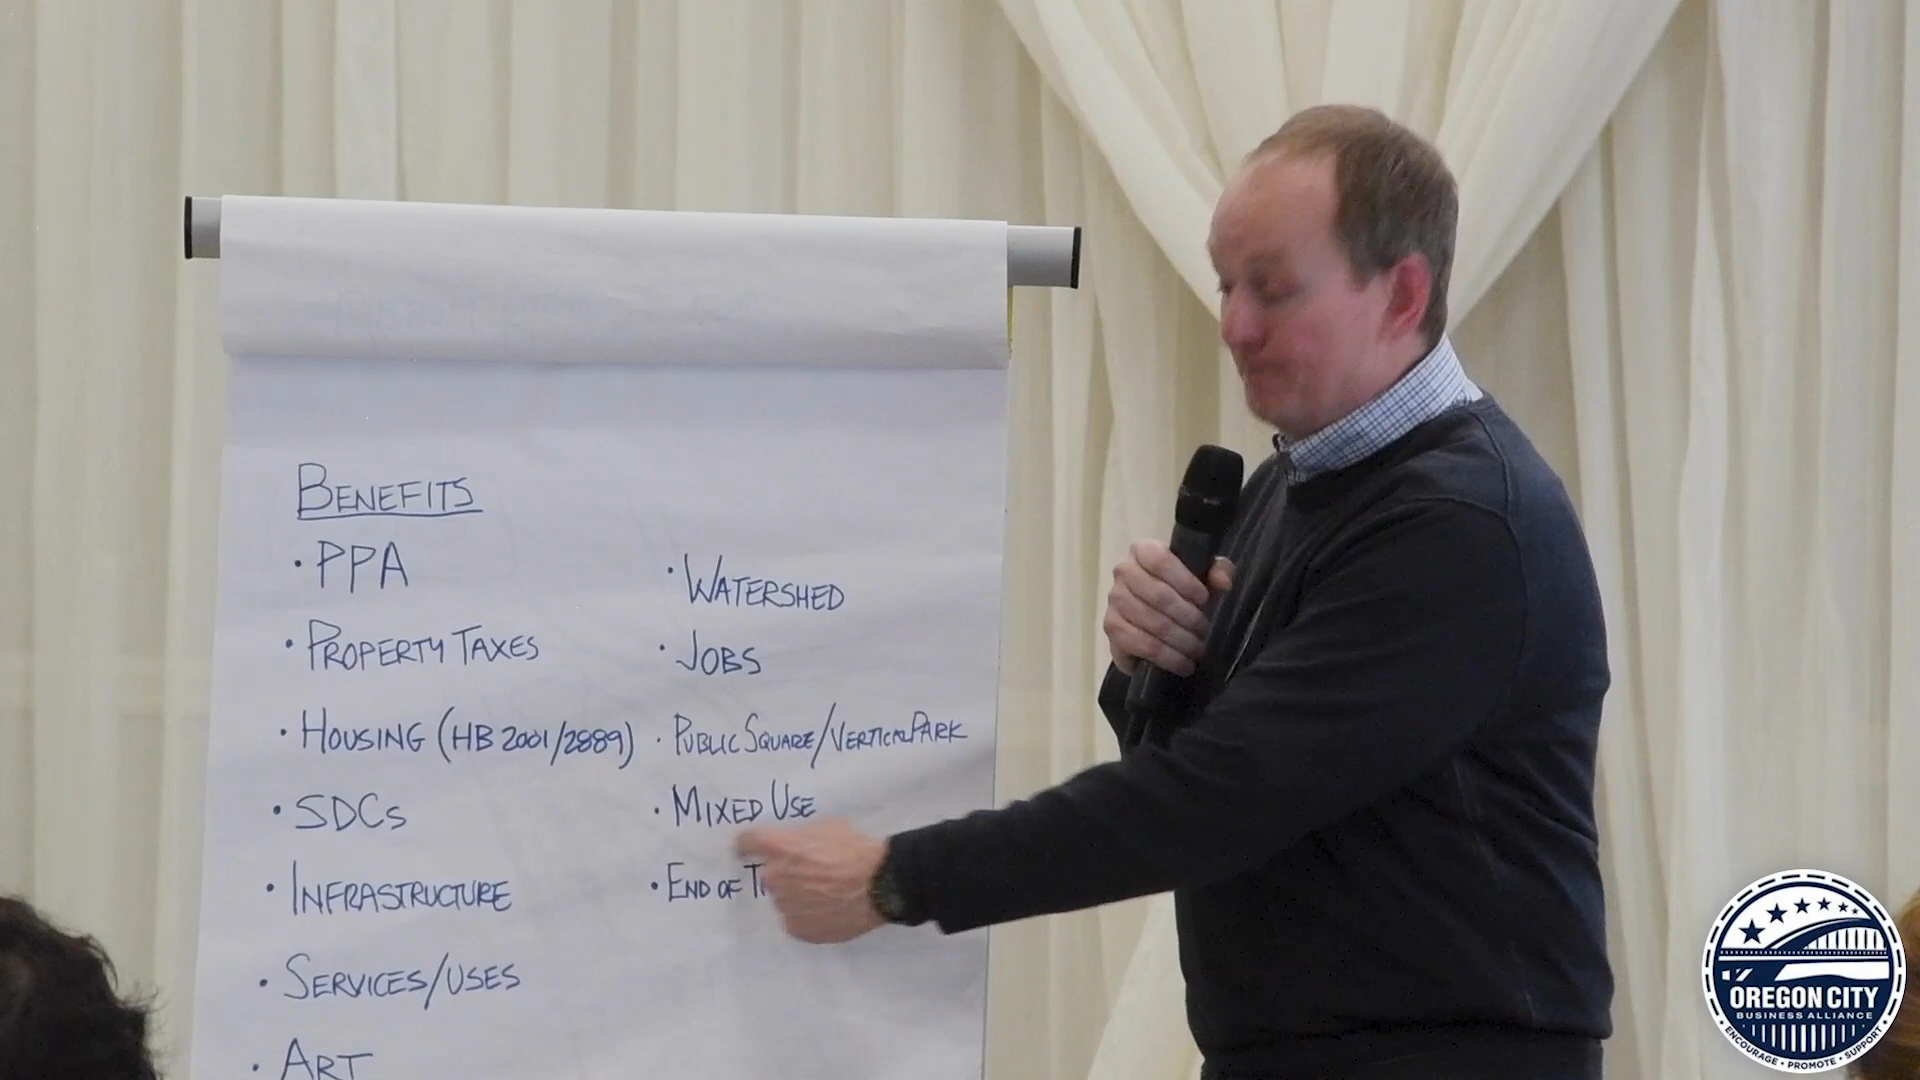 BENEFITS
• PPA
• PROPERTY TAXES
• HOUSING (HB 2001/2889)
• SDCs
• INFRASTRUCTURE
• SERVICES/USES
• ART
• WATERSHED
• JOBS
• PUBLIC SQUARE/VERTICAL PARK
• MIXED USE
• END OF
OREGON CITY
BUSINESS ALLIANCE
ENCOURAGE • PROMOTE • SUPPORT